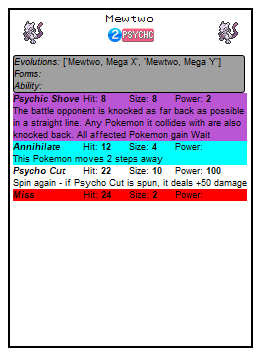 Mewtwo
2 PSYCHC
Evolutions: ['Mewtwo, Mega X', 'Mewtwo, Mega Y']
Forms:
Ability:
Psychic Shove Hit: 8 Size: 8 Power: 2
The battle opponent is knocked as far back as possible
in a straight line. Any Pokemon it collides with are also
knocked back. All affected Pokemon gain Wait
Annihilate Hit: 12 Size: 4 Power:
This Pokemon moves 2 steps away
Psycho Cut Hit: 22 Size: 10 Power: 100
Spin again - if Psycho Cut is spun, it deals +50 damage
Miss Hit: 24 Size: 2 Power: